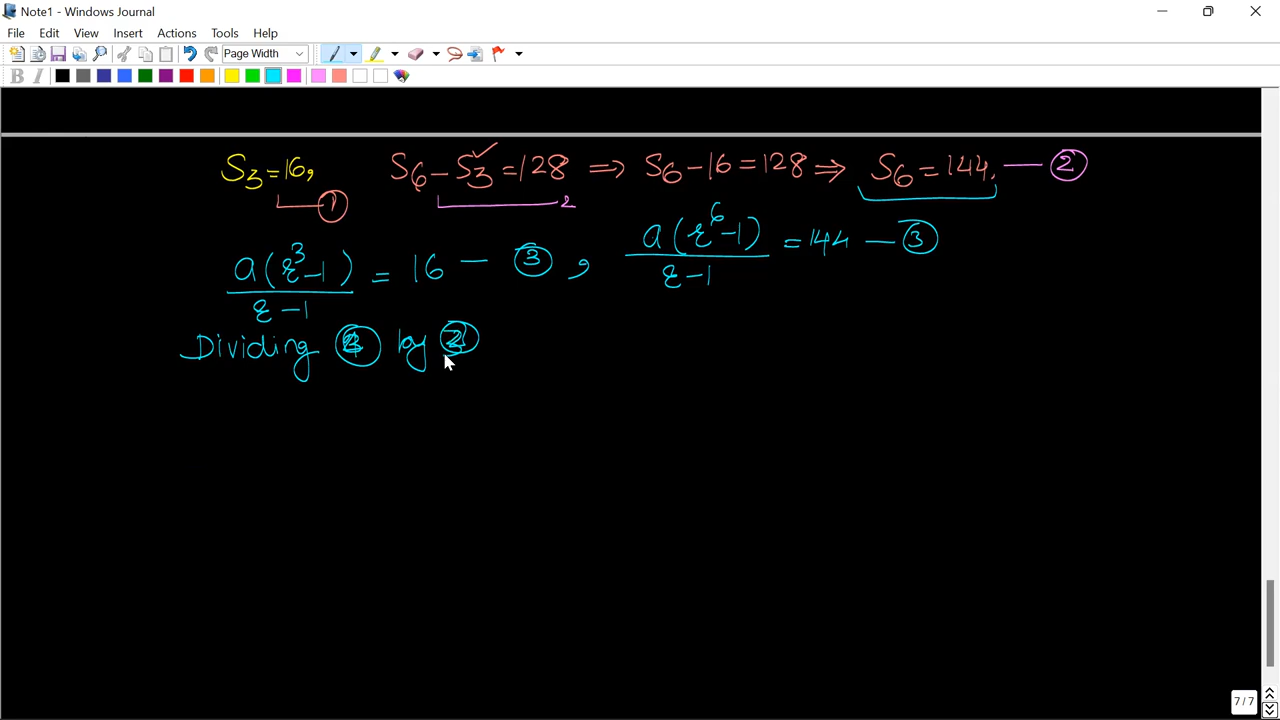 Note1 - Windows Journal
File Edit View Insert Actions Tools Help
Page Width
B I
S3=16, S6-S3✓=128 ⇒ S6-16=128 ⇒ S6=144. — ②
① 2
a(r^3-1)/(r-1) = 16 — ③ , a(r^6-1)/(r-1) = 144 — ③
Dividing by
7 / 7